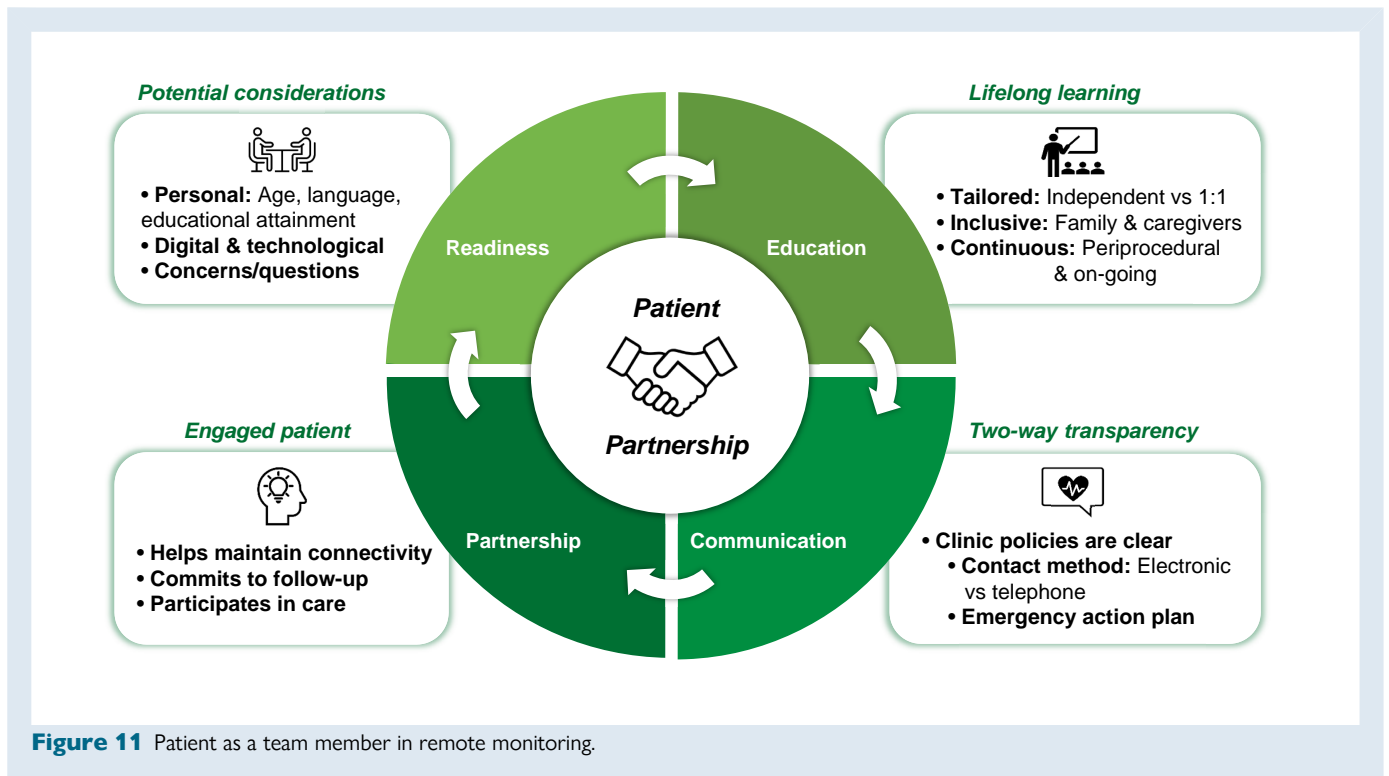 Potential considerations
• Personal: Age, language,
educational attainment
• Digital & technological
• Concerns/questions
Lifelong learning
• Tailored: Independent vs 1:1
• Inclusive: Family & caregivers
• Continuous: Periprocedural
& on-going
Readiness
Education
Patient
Partnership
Partnership
Communication
Engaged patient
• Helps maintain connectivity
• Commits to follow-up
• Participates in care
Two-way transparency
• Clinic policies are clear
• Contact method: Electronic
vs telephone
• Emergency action plan
Figure 11 Patient as a team member in remote monitoring.